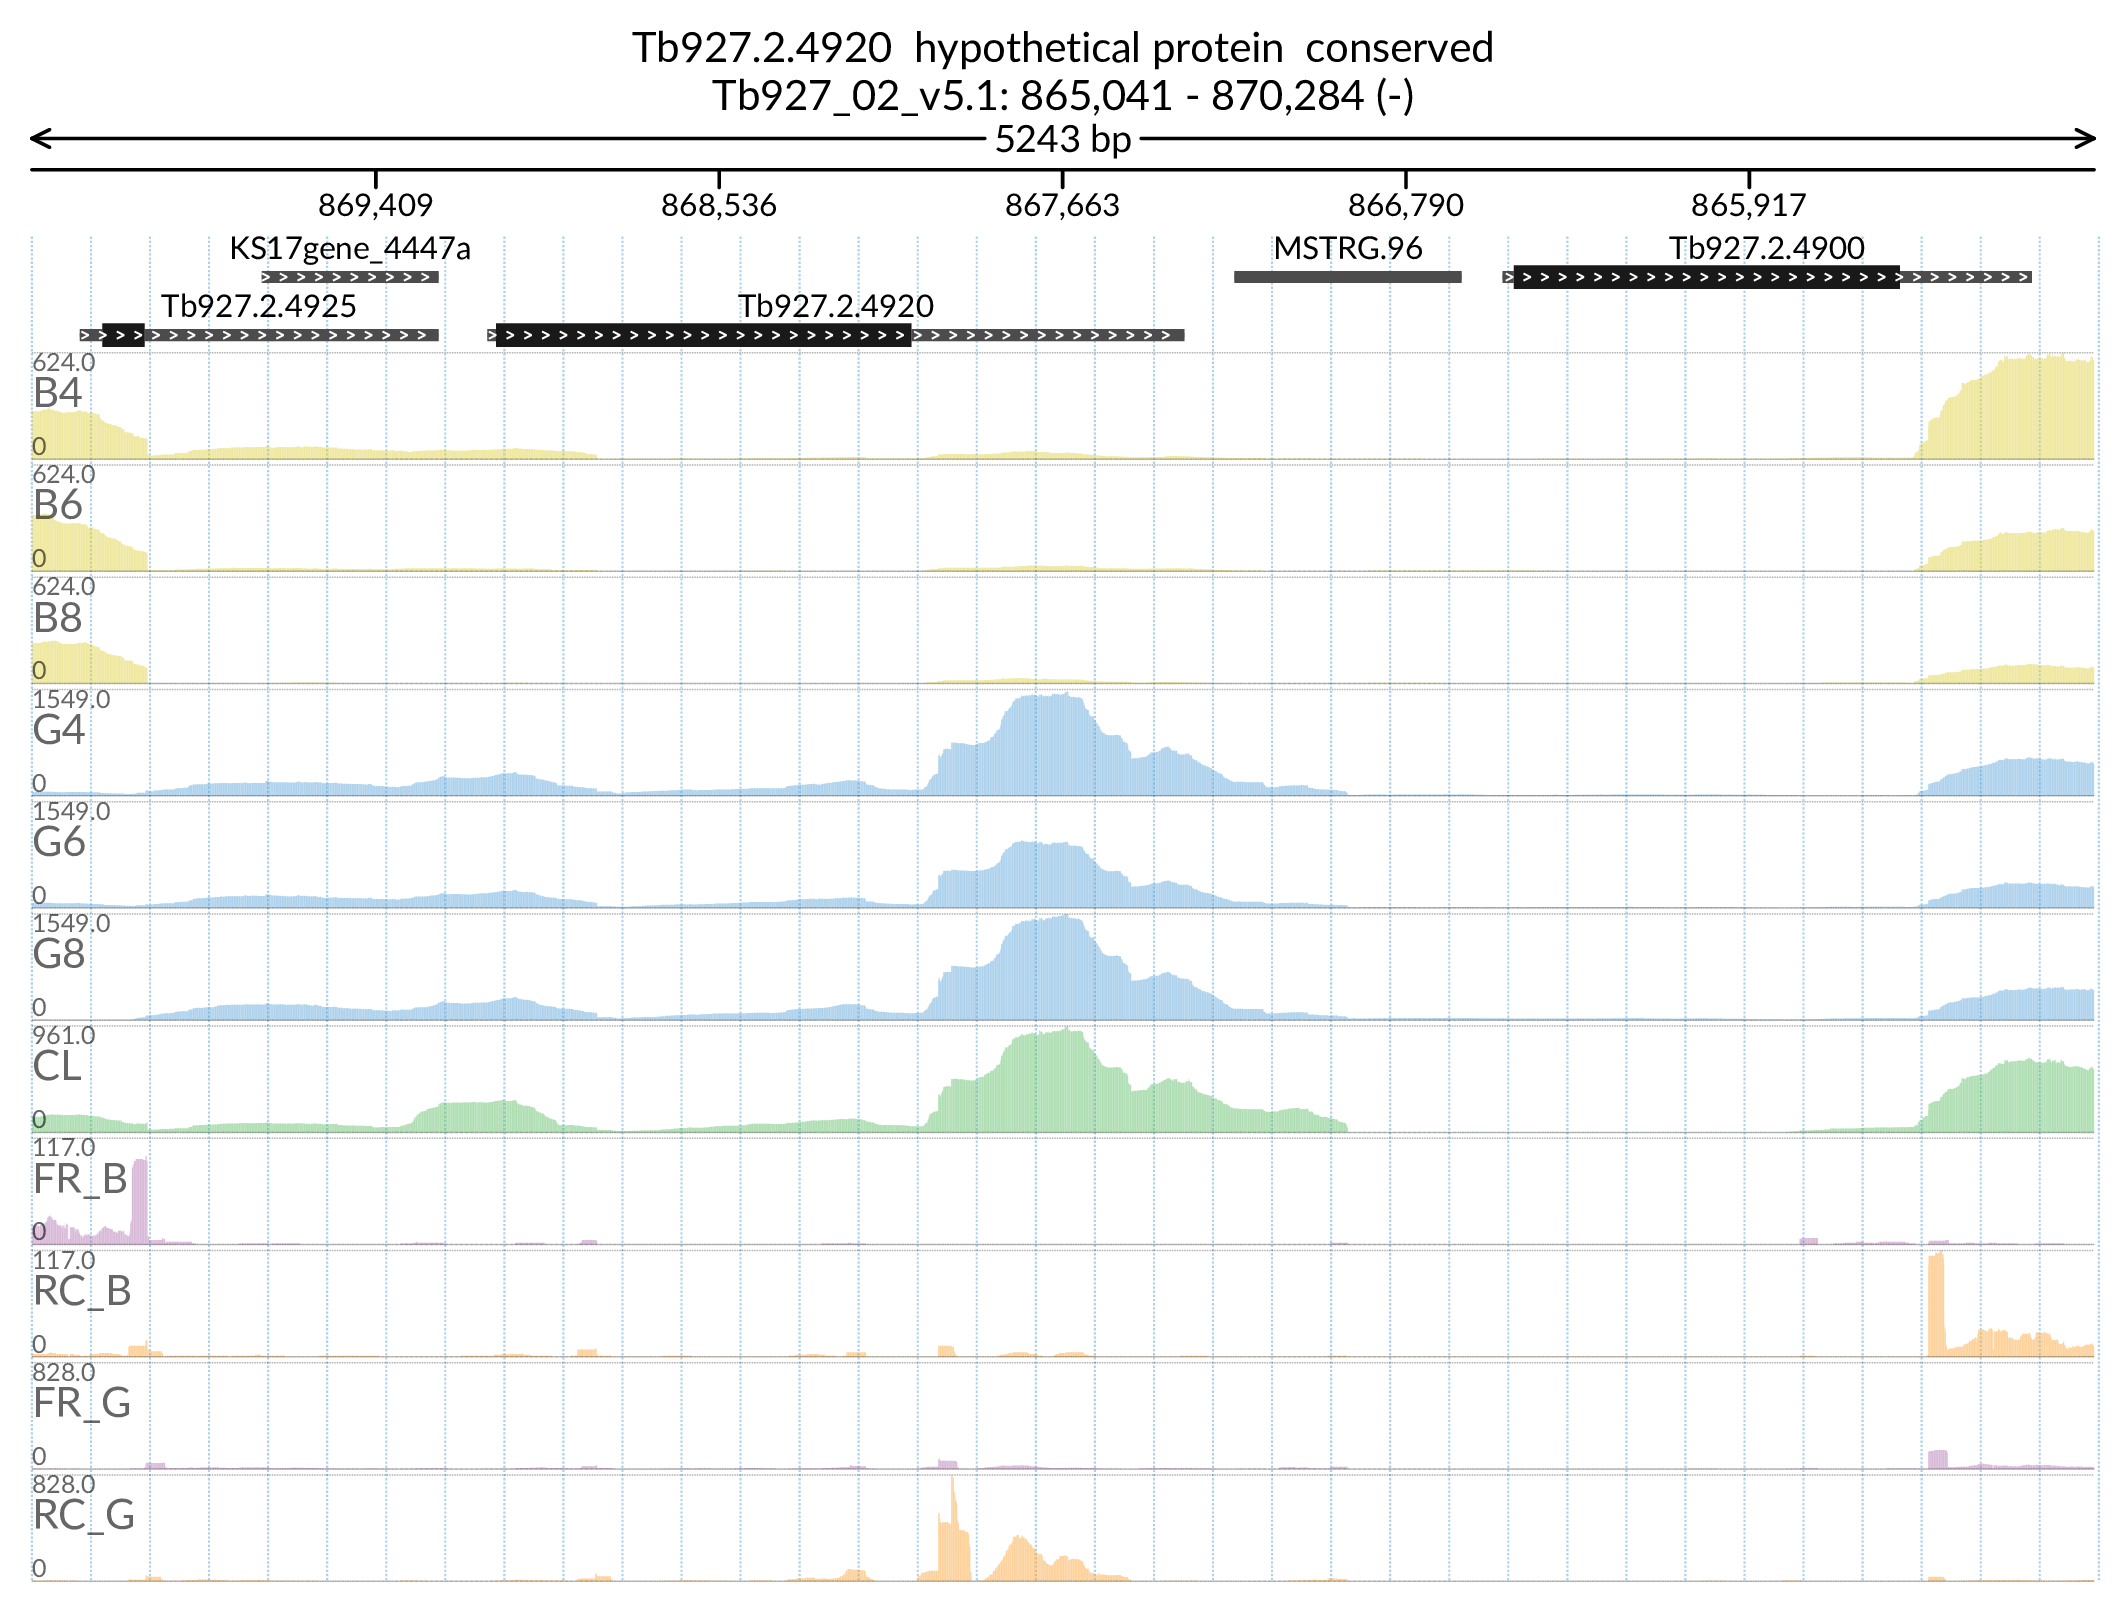 Tb927.2.4920  hypothetical protein  conserved
Tb927_02_v5.1: 865,041 - 870,284 (-)
5243 bp
869,409 868,536 867,663 866,790 865,917
KS17gene_4447a MSTRG.96 Tb927.2.4900
Tb927.2.4925 Tb927.2.4920
624.0
B4
0
624.0
B6
0
624.0
B8
0
1549.0
G4
0
1549.0
G6
0
1549.0
G8
0
961.0
CL
0
117.0
FR_B
0
117.0
RC_B
0
828.0
FR_G
0
828.0
RC_G
0